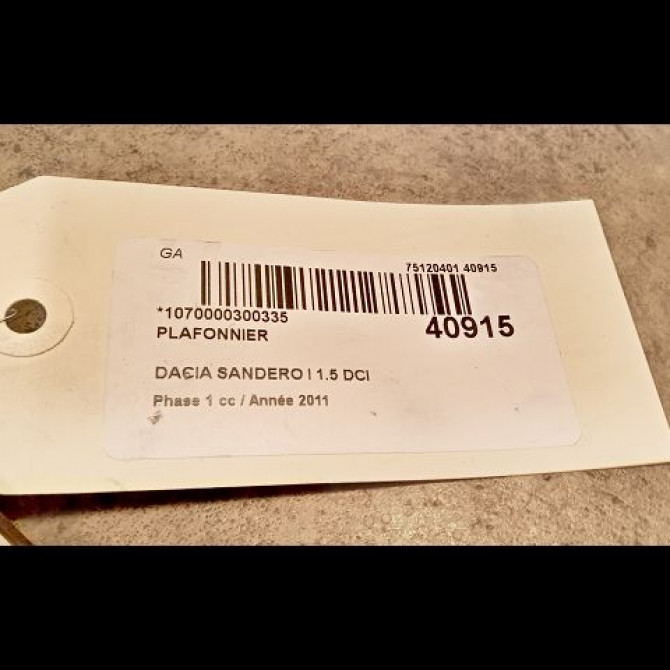 GA
75120401 40915
*1070000300335
40915
PLAFONNIER
DACIA SANDERO I 1.5 DCI
Phase 1 cc / Année 2011